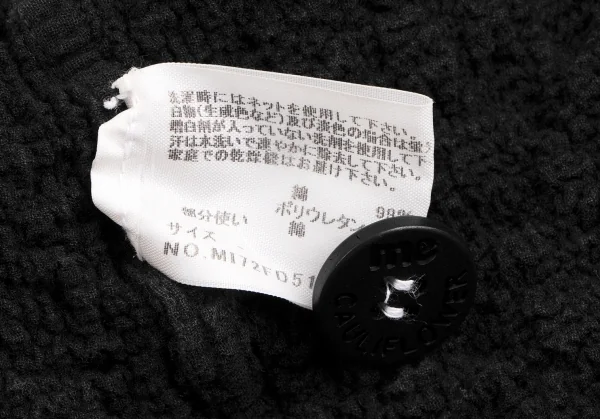 洗濯時にはネットを使用して下さい。
白物(生成色など)及び淡色の場合は蛍
増白剤が入っていない洗剤を使用して下
汗は水洗いで速やかに除去して下さい。
家庭での乾燥機はお避け下さい。
綿 99%
ポリウレタン
部分使い 綿
サイズ
NO.MI72FD51
me
CAULIFLOWER